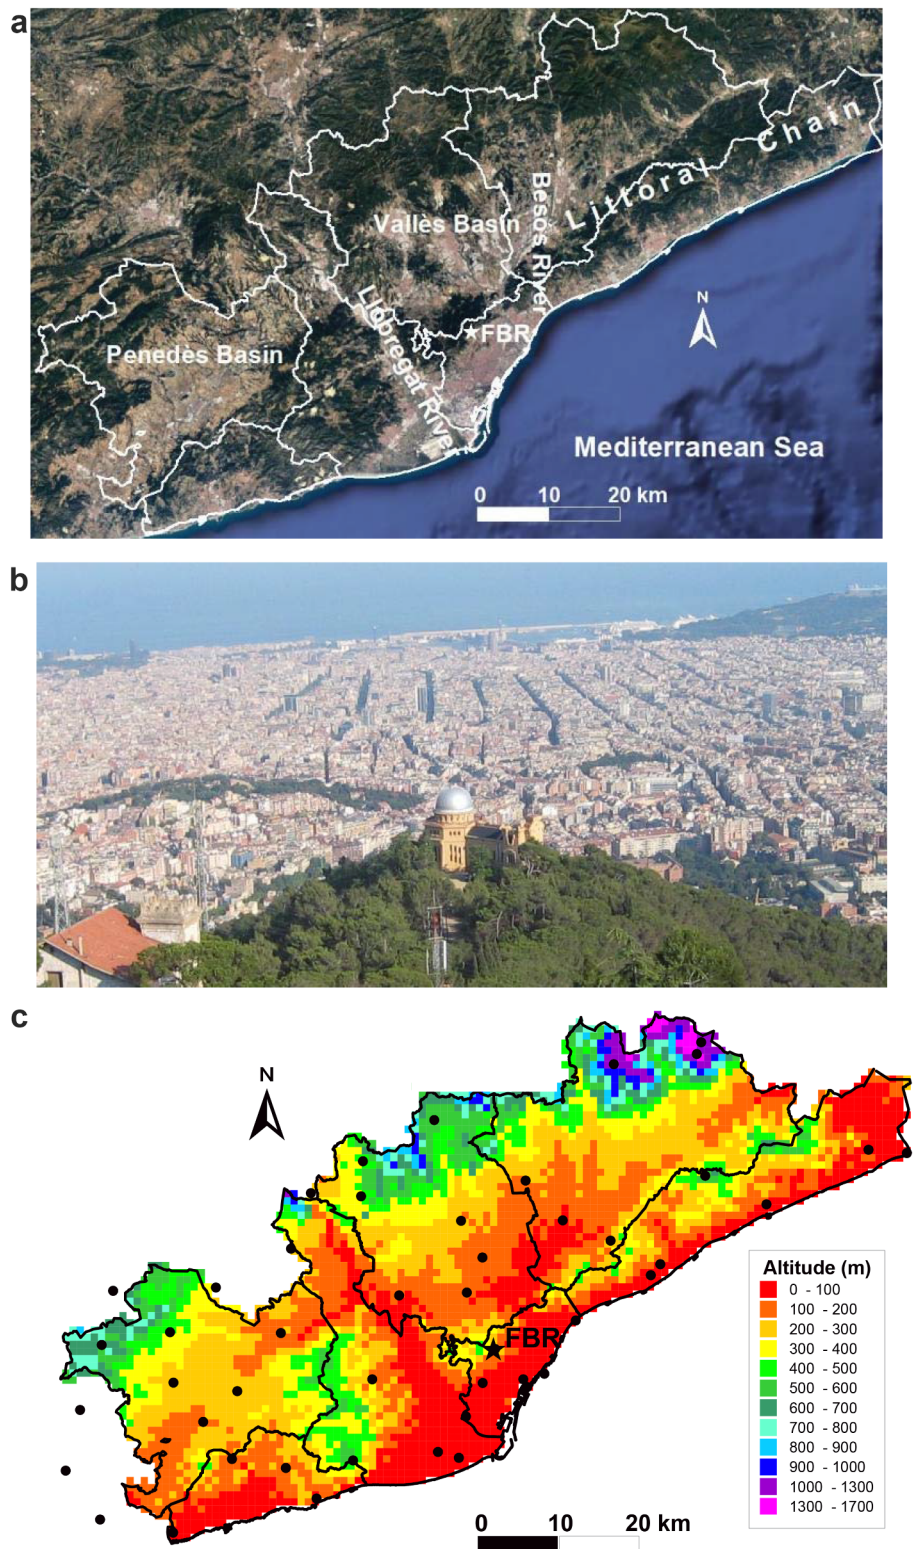 a
Littoral Chain
Besòs River
Vallès Basin
FBR
Llobregat River
Penedès Basin
N
Mediterranean Sea
0 10 20 km
b
c
N
FBR
Altitude (m)
0 - 100
100 - 200
200 - 300
300 - 400
400 - 500
500 - 600
600 - 700
700 - 800
800 - 900
900 - 1000
1000 - 1300
1300 - 1700
0 10 20 km